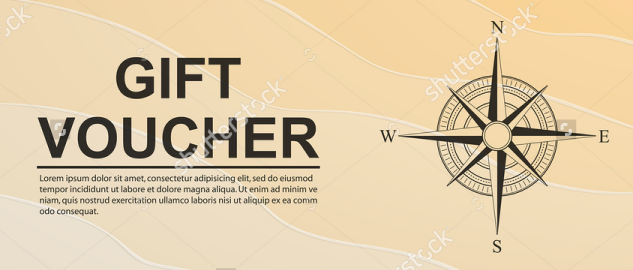 N
GIFT
VOUCHER
W
E
Lorem ipsum dolor sit amet, consectetur adipisicing elit, sed do eiusmod
tempor incididunt ut labore et dolore magna aliqua. Ut enim ad minim ve
niam, quis nostrud exercitation ullamco laboris nisi ut aliquip ex ea comm
odo consequat.
S
shutterstock
shutterstock